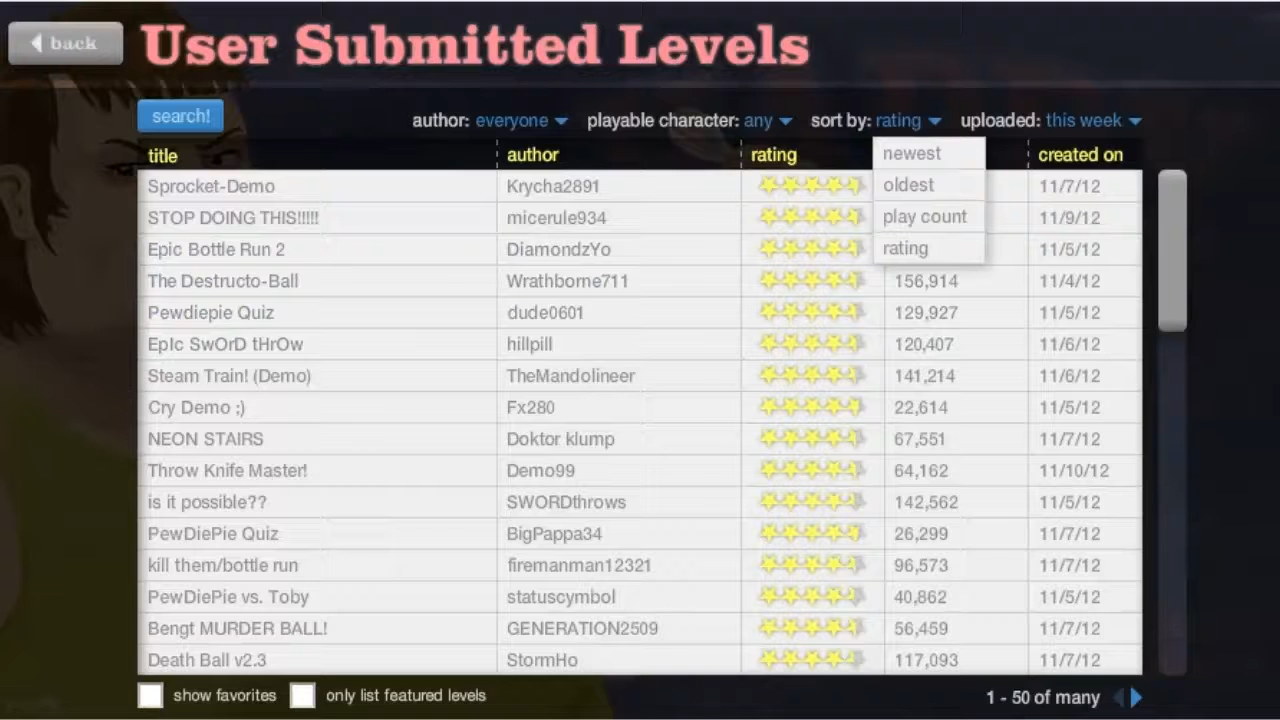 back
User Submitted Levels
search! author: everyone playable character: any sort by: rating uploaded: this week
title author rating newest created on
Sprocket-Demo Krycha2891 oldest 11/7/12
STOP DOING THIS!!!!! micerule934 play count 11/9/12
Epic Bottle Run 2 DiamondzYo rating 11/5/12
The Destructo-Ball Wrathborne711 156,914 11/4/12
Pewdiepie Quiz dude0601 129,927 11/5/12
EpIc SwOrD tHrOw hillpill 120,407 11/6/12
Steam Train! (Demo) TheMandolineer 141,214 11/6/12
Cry Demo ;) Fx280 22,614 11/5/12
NEON STAIRS Doktor klump 67,551 11/7/12
Throw Knife Master! Demo99 64,162 11/10/12
is it possible?? SWORDthrows 142,562 11/5/12
PewDiePie Quiz BigPappa34 26,299 11/7/12
kill them/bottle run firemanman12321 96,573 11/7/12
PewDiePie vs. Toby statuscymbol 40,862 11/5/12
Bengt MURDER BALL! GENERATION2509 56,459 11/7/12
Death Ball v2.3 StormHo 117,093 11/7/12
show favorites only list featured levels 1 - 50 of many